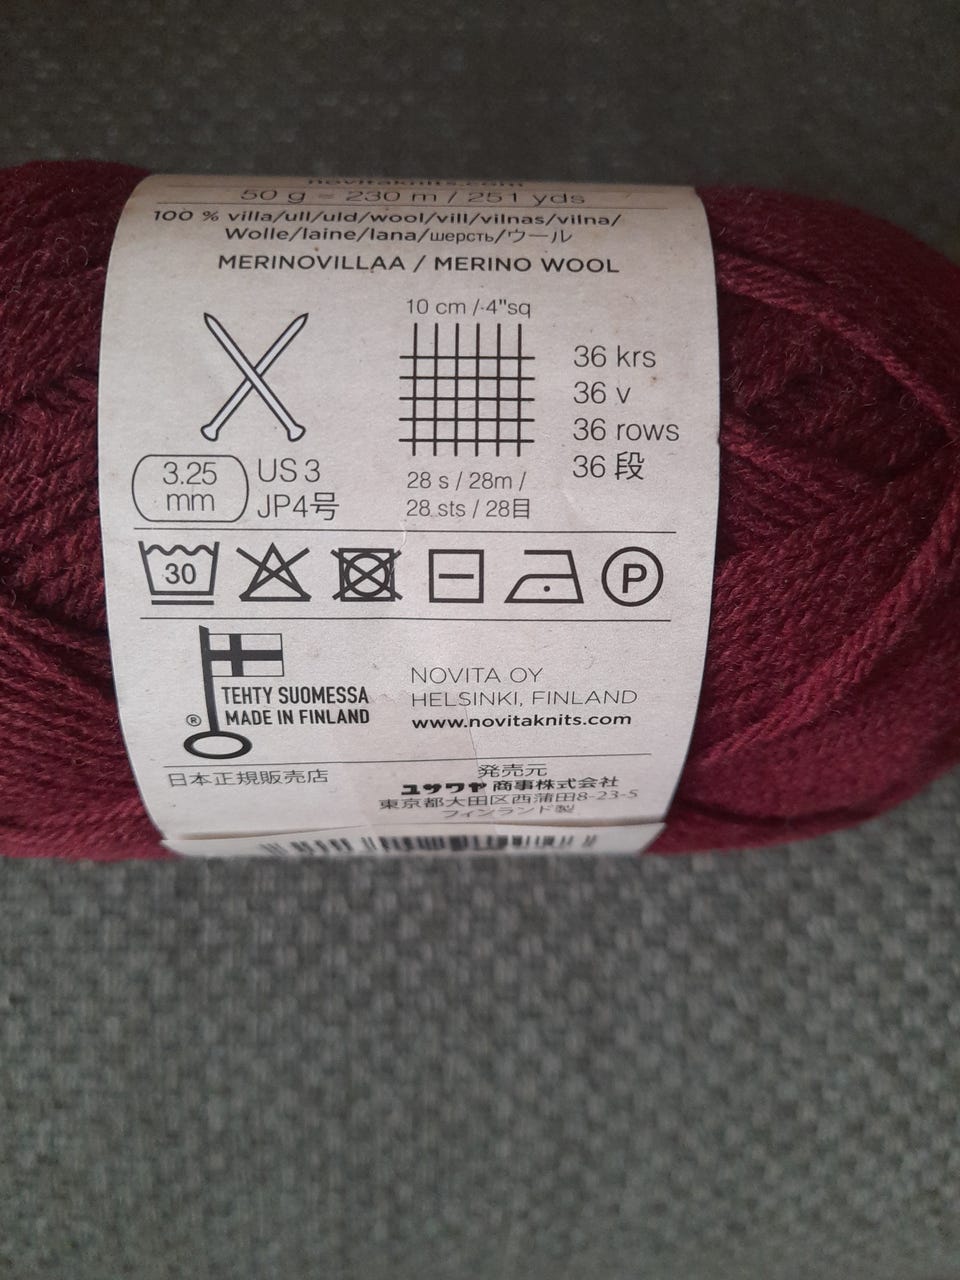 novitaknits.com
50 g = 230 m / 251 yds
100 % villa/ull/uld/wool/vill/vilnas/vilna/
Wolle/laine/lana/шерсть/ウール
MERINOVILLAA / MERINO WOOL
10 cm / 4"sq
36 krs
36 v
36 rows
36 段
3.25
mm
US 3
JP4号
28 s / 28m /
28 sts / 28目
30
P
TEHTY SUOMESSA
® MADE IN FINLAND
NOVITA OY
HELSINKI, FINLAND
www.novitaknits.com
日本正規販売店
発売元
ユザワヤ 商事株式会社
東京都大田区西蒲田8-23-5
フィンランド製